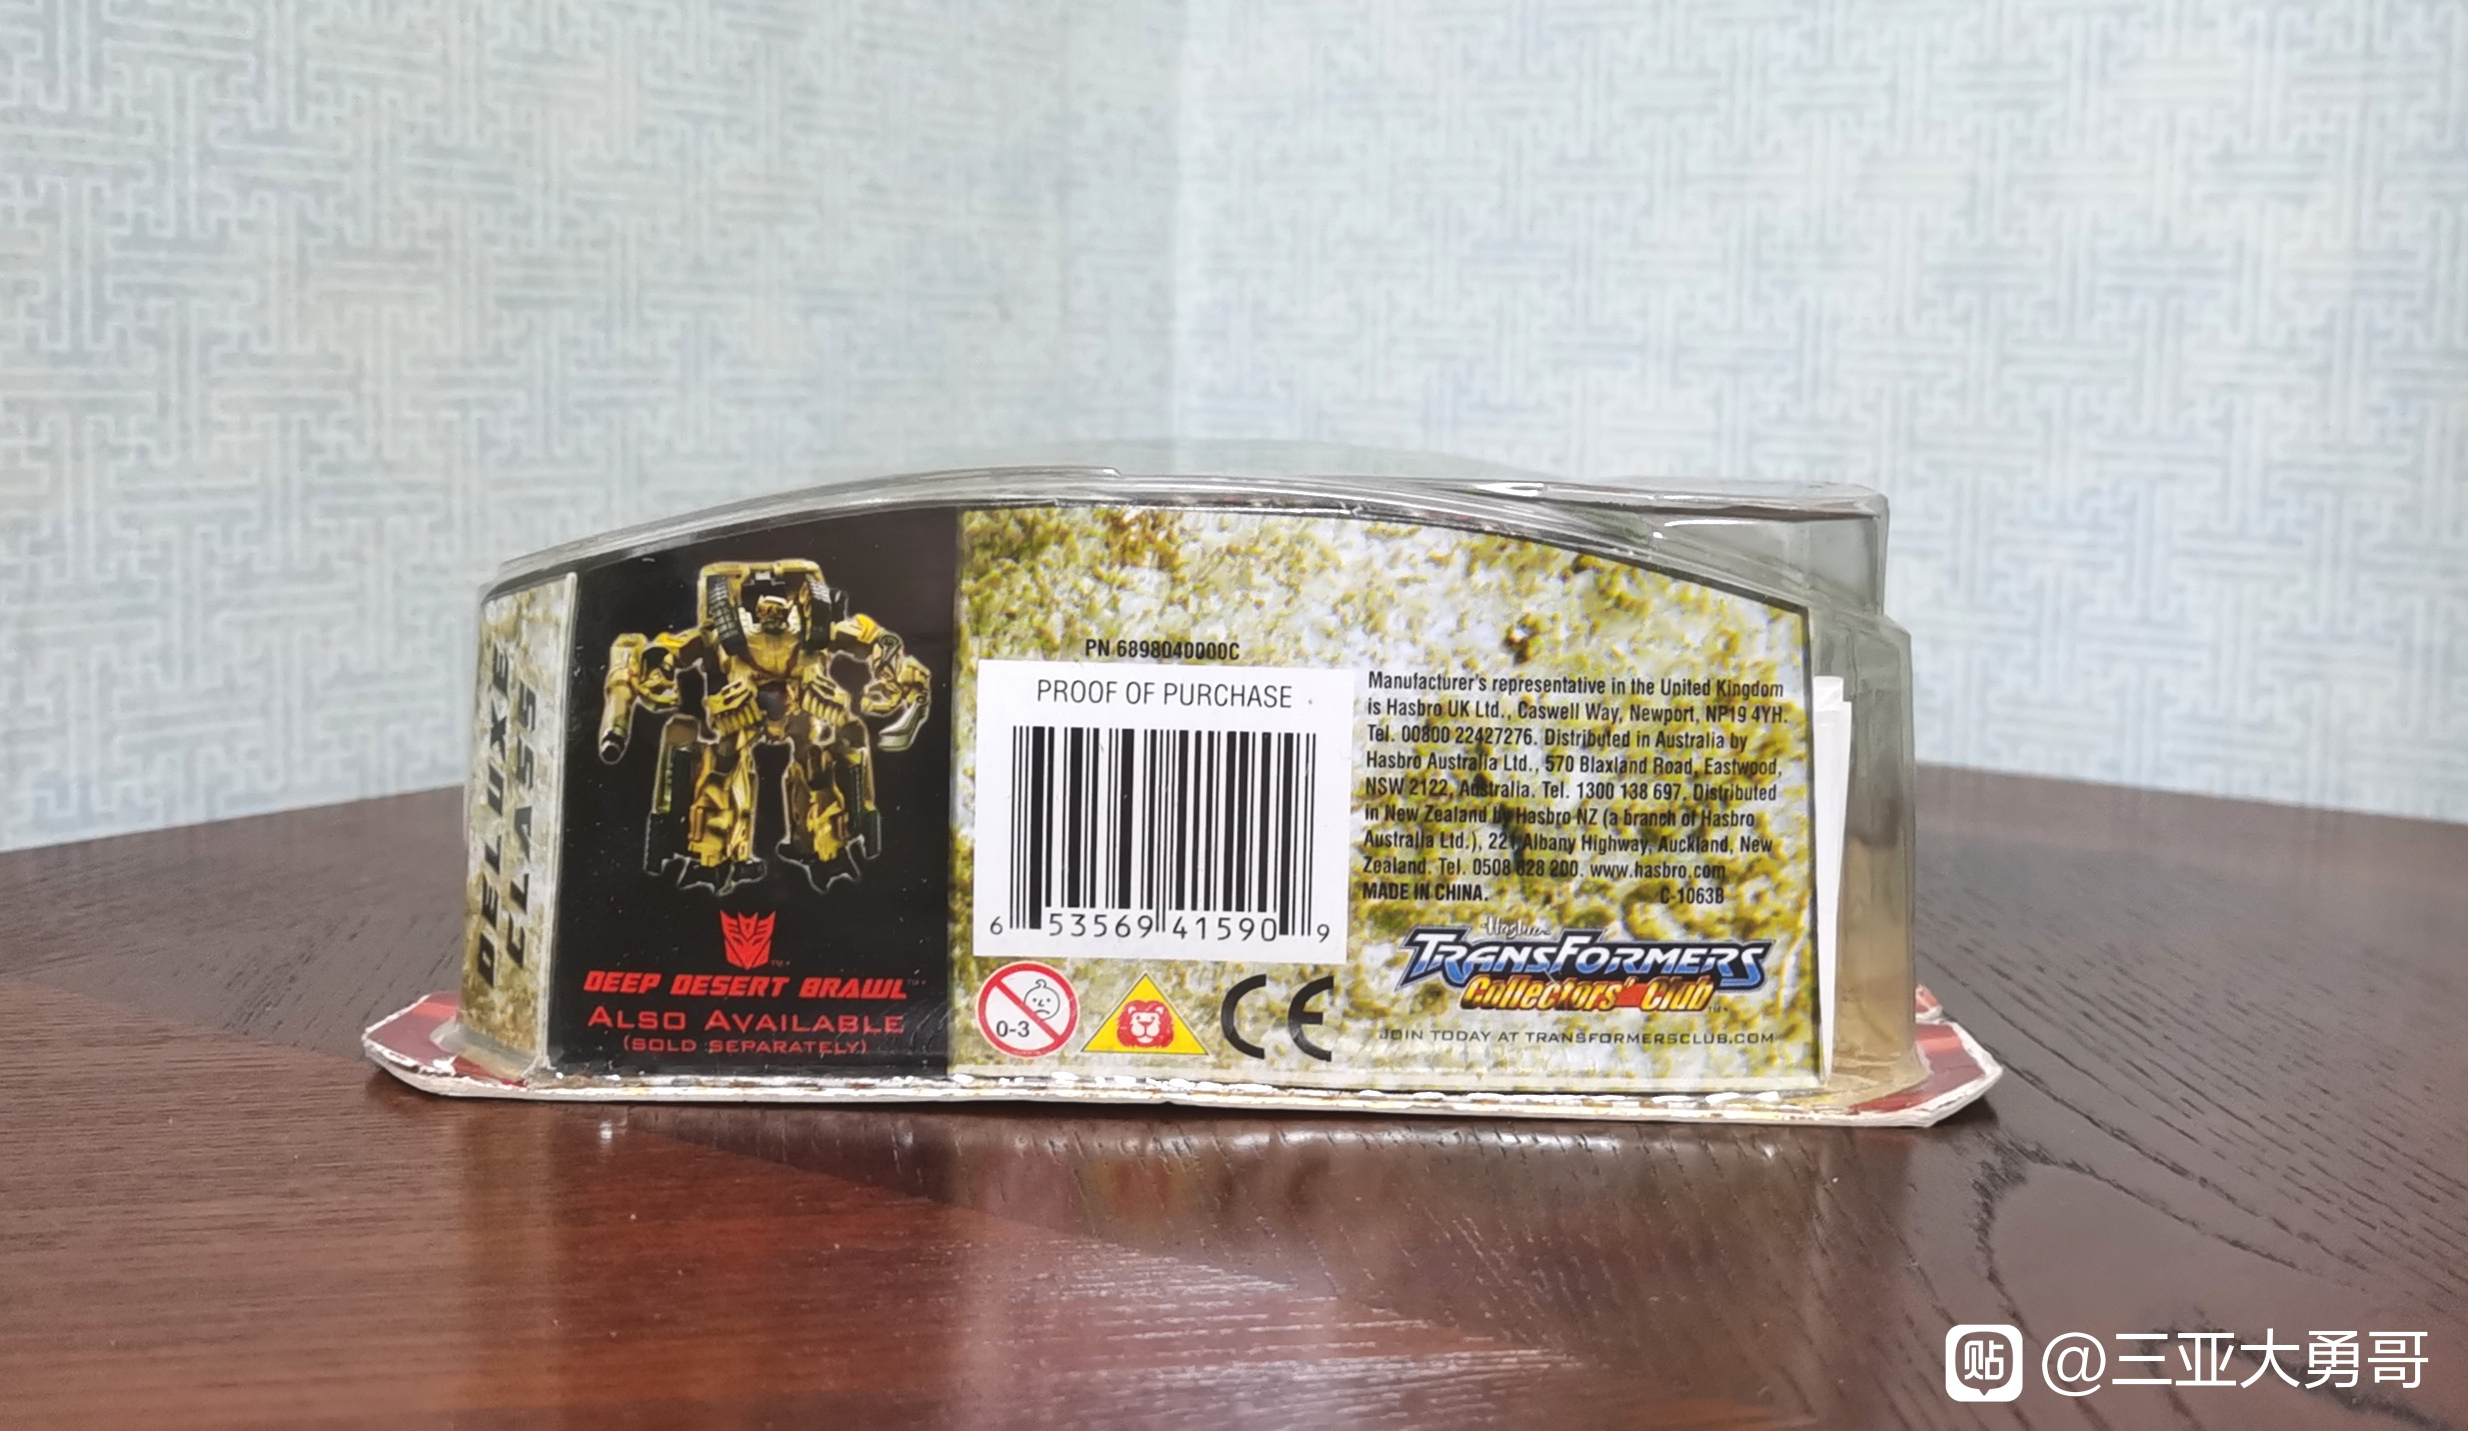 DELUXE
CLASS
DEEP DESERT BRAWL™
ALSO AVAILABLE
(SOLD SEPARATELY)
PN 6898040000C
PROOF OF PURCHASE
6 53569 41590 9
0-3
CE
Manufacturer's representative in the United Kingdom
is Hasbro UK Ltd., Caswell Way, Newport, NP19 4YH.
Tel. 00800 22427276. Distributed in Australia by
Hasbro Australia Ltd., 570 Blaxland Road, Eastwood,
NSW 2122, Australia. Tel. 1300 138 697. Distributed
in New Zealand by Hasbro NZ (a branch of Hasbro
Australia Ltd.), 221 Albany Highway, Auckland, New
Zealand. Tel. 0508 828 200. www.hasbro.com
MADE IN CHINA. C-1063B
TRANSFORMERS
Collectors' Club™
JOIN TODAY AT TRANSFORMERSCLUB.COM
贴 @三亚大勇哥